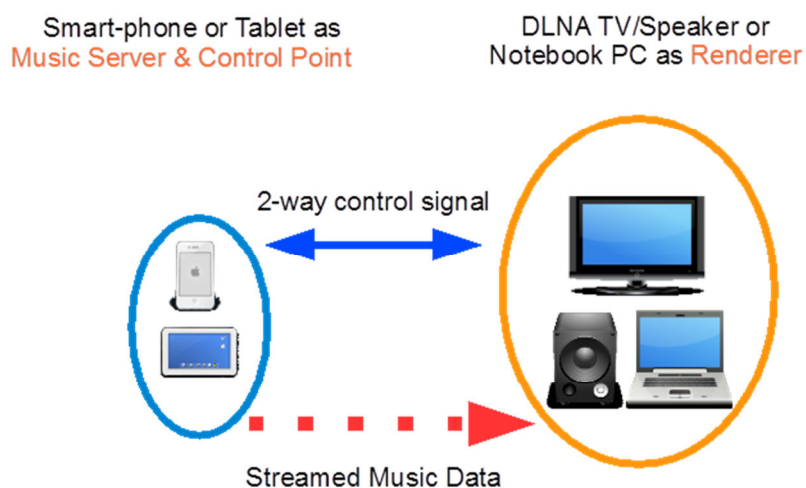 Smart-phone or Tablet as
Music Server & Control Point
DLNA TV/Speaker or
Notebook PC as Renderer
2-way control signal
Streamed Music Data